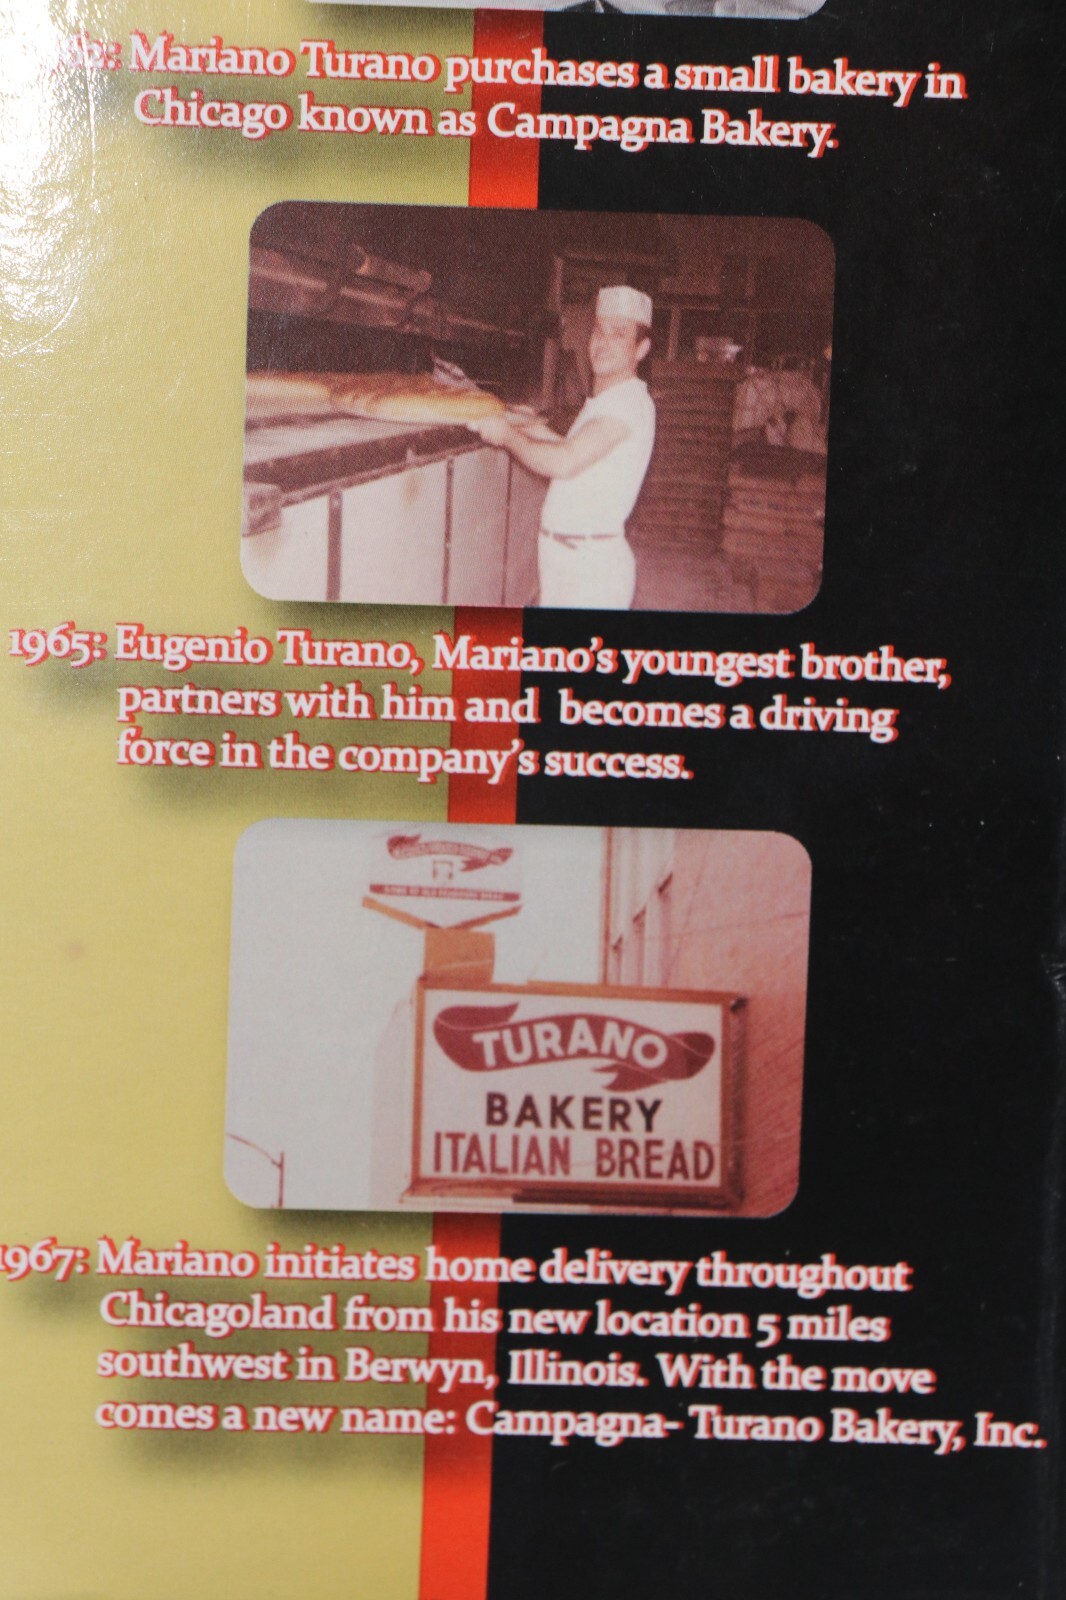 Mariano Turano purchases a small bakery in
Chicago known as Campagna Bakery.
1965: Eugenio Turano, Mariano's youngest brother,
partners with him and becomes a driving
force in the company's success.
TURANO
BAKERY
ITALIAN BREAD
1967: Mariano initiates home delivery throughout
Chicagoland from his new location 5 miles
southwest in Berwyn, Illinois. With the move
comes a new name: Campagna- Turano Bakery, Inc.